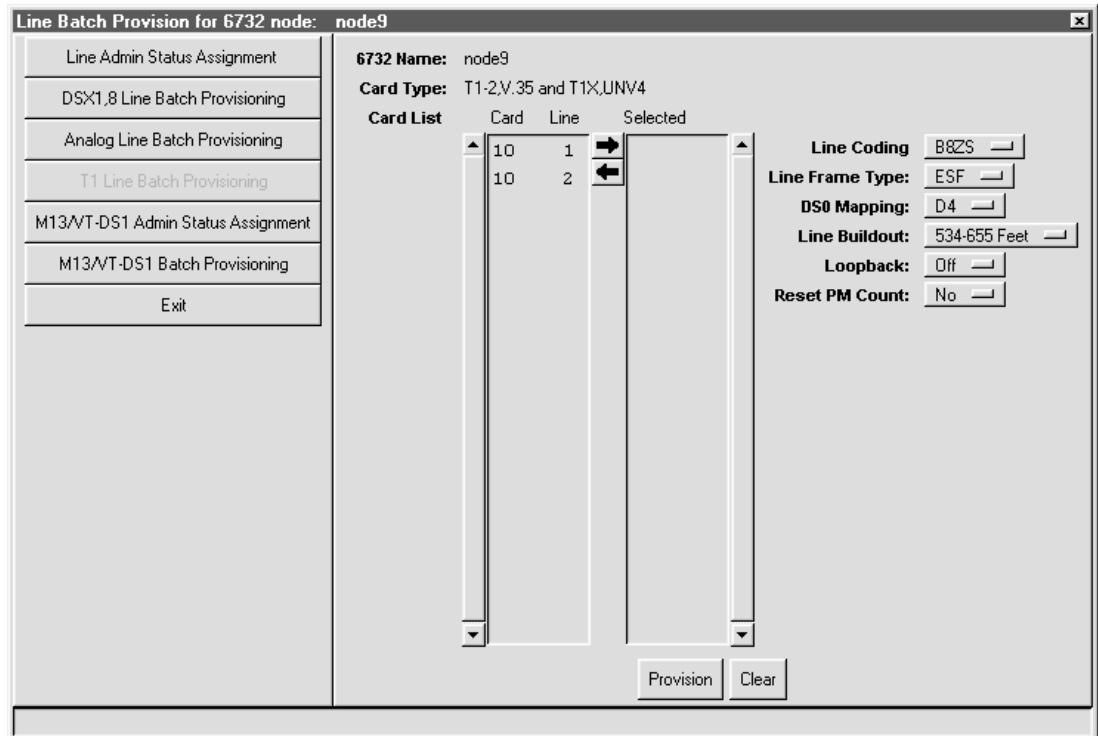 Line Batch Provision for 6732 node: node9
Line Admin Status Assignment
DSX1,8 Line Batch Provisioning
Analog Line Batch Provisioning
T1 Line Batch Provisioning
M13/VT-DS1 Admin Status Assignment
M13/VT-DS1 Batch Provisioning
Exit
6732 Name: node9
Card Type: T1-2,V.35 and T1X,UNV4
Card List Card Line Selected
10 1
10 2
Line Coding B8ZS
Line Frame Type: ESF
DS0 Mapping: D4
Line Buildout: 534-655 Feet
Loopback: Off
Reset PM Count: No
Provision Clear